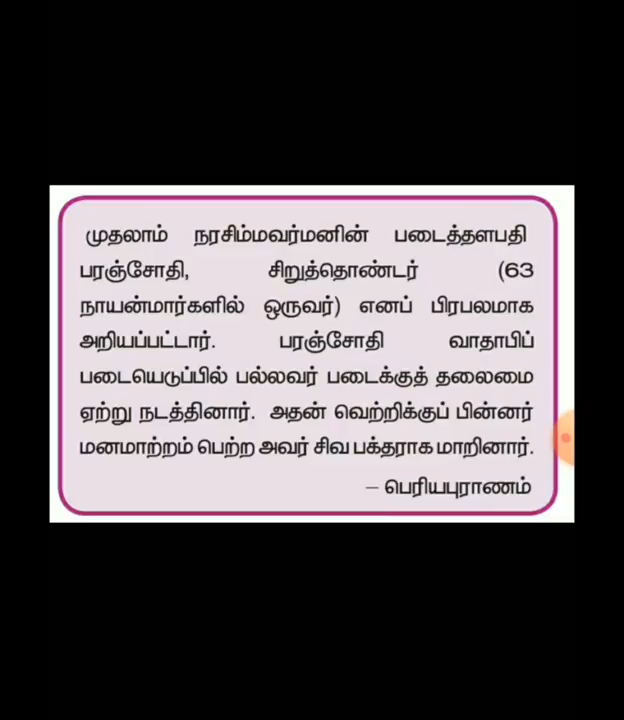 முதலாம் நரசிம்மவர்மனின் படைத்தளபதி
பரஞ்சோதி, சிறுத்தொண்டர் (63
நாயன்மார்களில் ஒருவர்) எனப் பிரபலமாக
அறியப்பட்டார். பரஞ்சோதி வாதாபிப்
படையெடுப்பில் பல்லவர் படைக்குத் தலைமை
ஏற்று நடத்தினார். அதன் வெற்றிக்குப் பின்னர்
மனமாற்றம் பெற்ற அவர் சிவ பக்தராக மாறினார்.
– பெரியபுராணம்